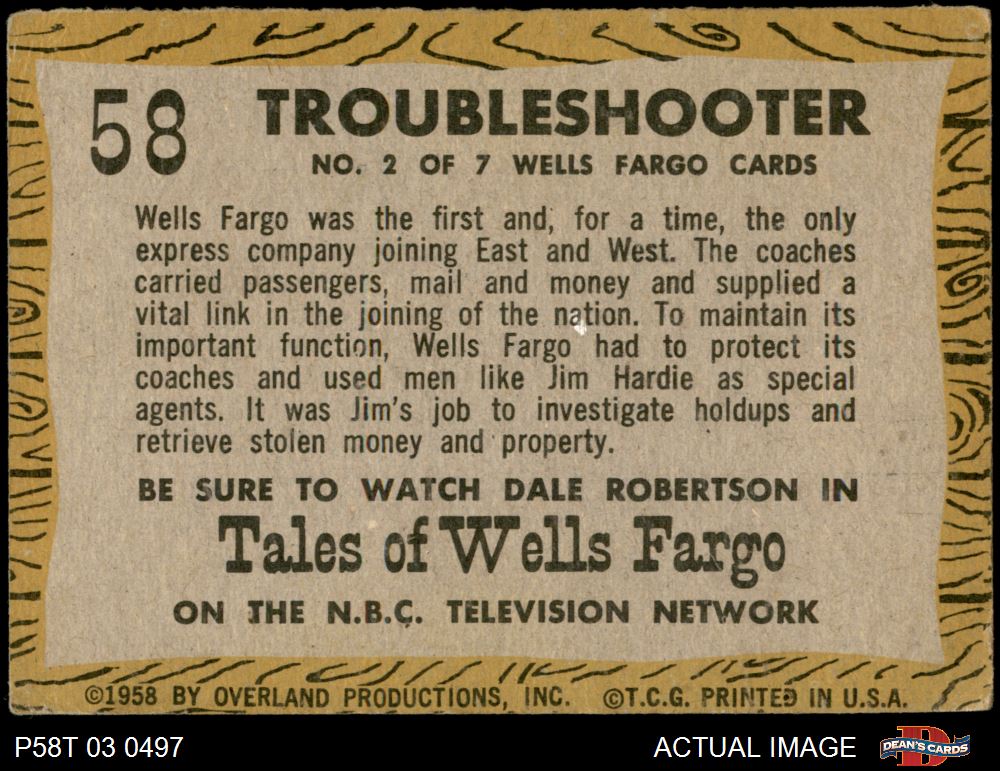 58
TROUBLESHOOTER
NO. 2 OF 7 WELLS FARGO CARDS
Wells Fargo was the first and, for a time, the only
express company joining East and West. The coaches
carried passengers, mail and money and supplied a
vital link in the joining of the nation. To maintain its
important function, Wells Fargo had to protect its
coaches and used men like Jim Hardie as special
agents. It was Jim's job to investigate holdups and
retrieve stolen money and property.
BE SURE TO WATCH DALE ROBERTSON IN
Tales of Wells Fargo
ON THE N.B.C. TELEVISION NETWORK
©1958 BY OVERLAND PRODUCTIONS, INC. ©T.C.G. PRINTED IN U.S.A.
P58T 03 0497
ACTUAL IMAGE
DEAN'S CARDS